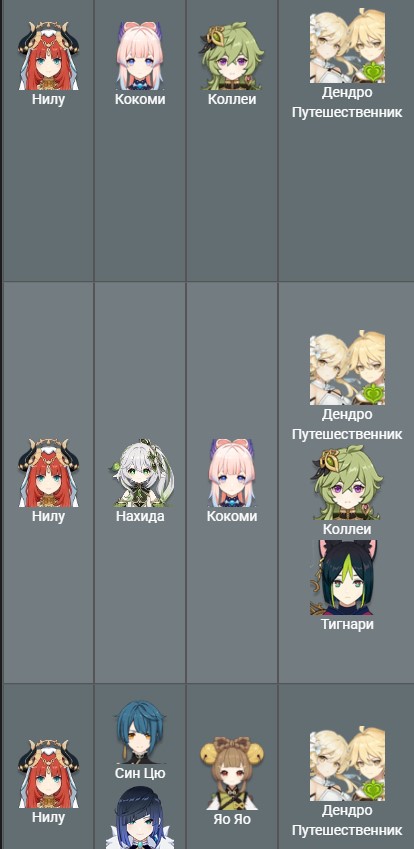 Нилу
Кокоми
Коллеи
Дендро
Путешественник
Нилу
Нахида
Кокоми
Дендро
Путешественник
Коллеи
Тигнари
Нилу
Син Цю
Яо Яо
Дендро
Путешественник